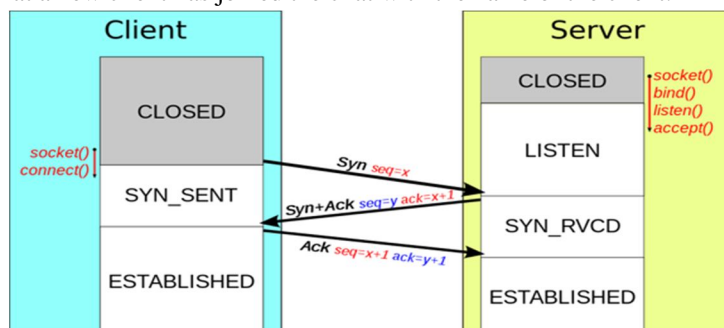 Client
Server
CLOSED
CLOSED
socket()
bind()
listen()
accept()
socket()
connect()
LISTEN
Syn seq=x
SYN_SENT
Syn+Ack seq=y ack=x+1
SYN_RVCD
Ack seq=x+1 ack=y+1
ESTABLISHED
ESTABLISHED